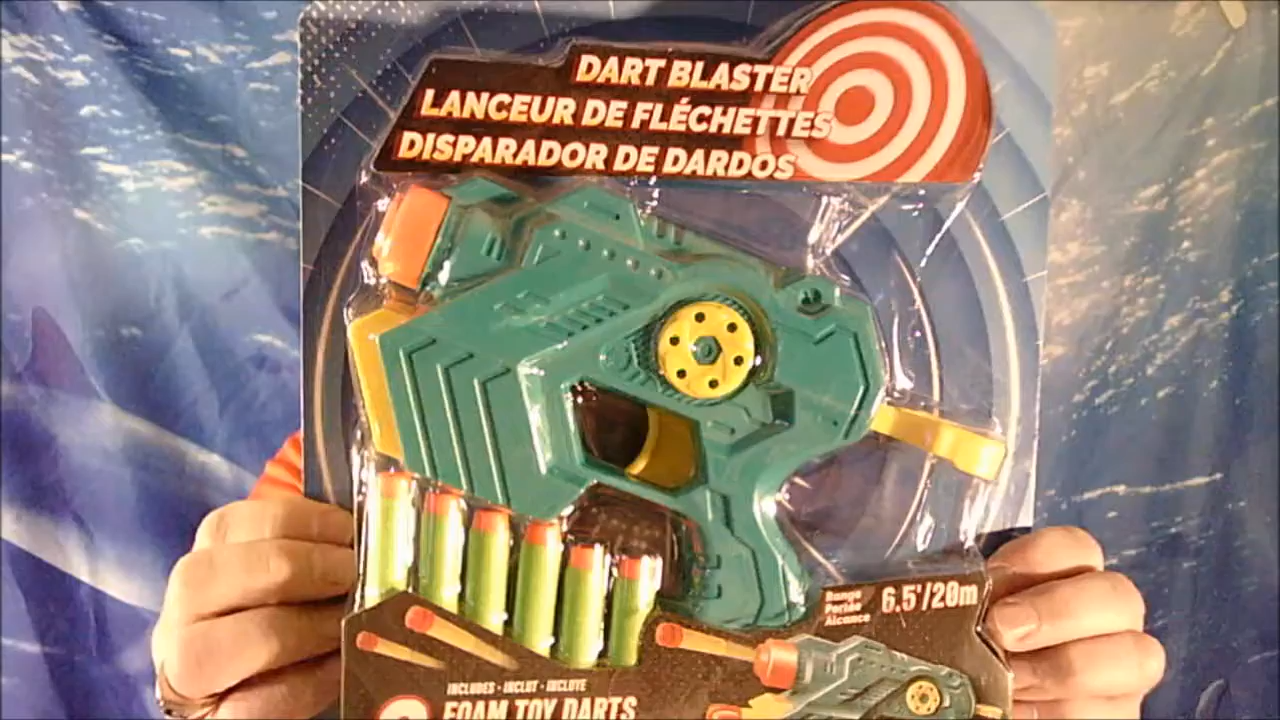 DART BLASTER
LANCEUR DE FLÉCHETTES
DISPARADOR DE DARDOS
Range
Portée
Alcance
6.5'/20m
INCLUDES · INCLUT · INCLUYE
FOAM TOY DARTS